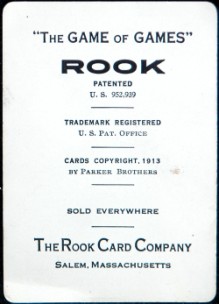 "THE GAME OF GAMES"
ROOK
PATENTED
U. S. 952,939
TRADEMARK REGISTERED
U. S. PAT. OFFICE
CARDS COPYRIGHT, 1913
BY PARKER BROTHERS
SOLD EVERYWHERE
THE ROOK CARD COMPANY
SALEM, MASSACHUSETTS